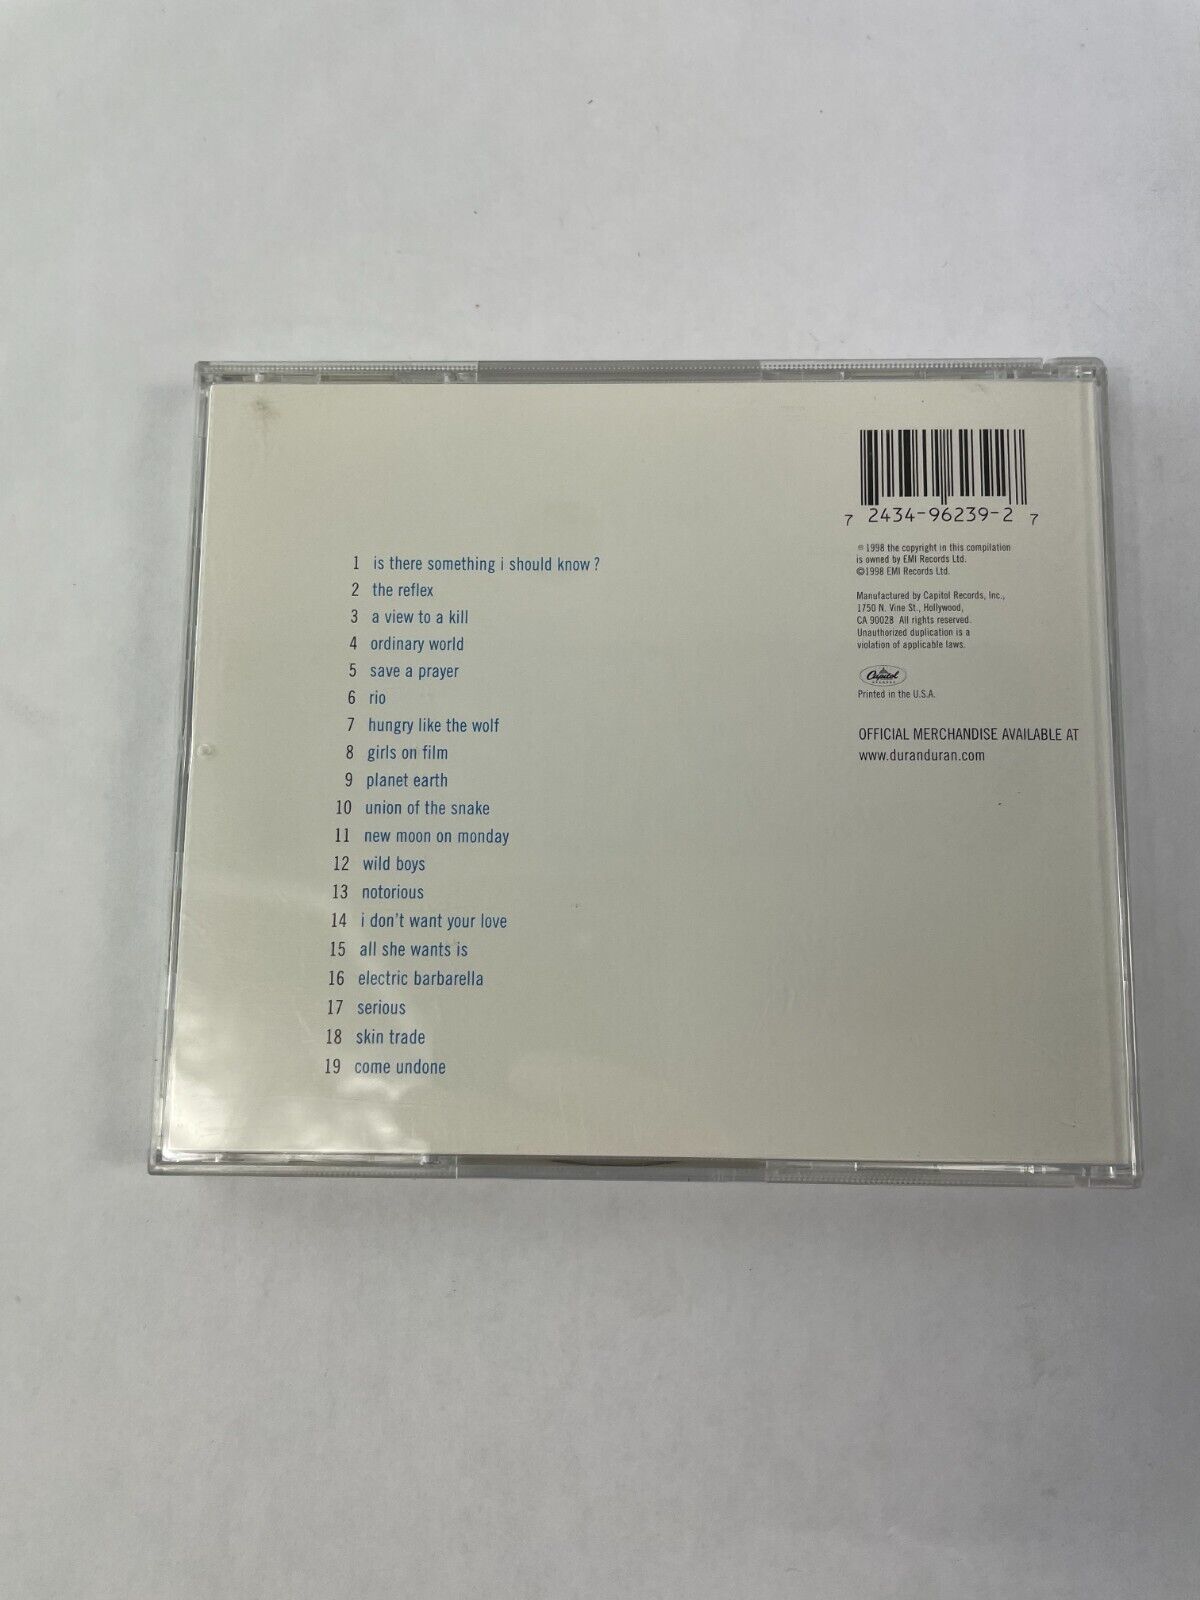 7 2434-96239-2 7
℗ 1998 the copyright in this compilation
is owned by EMI Records Ltd.
©1998 EMI Records Ltd.
Manufactured by Capitol Records, Inc.,
1750 N. Vine St., Hollywood,
CA 90028 All rights reserved.
Unauthorized duplication is a
violation of applicable laws.
Capitol
RECORDS
Printed in the U.S.A.
OFFICIAL MERCHANDISE AVAILABLE AT
www.duranduran.com
1 is there something i should know?
2 the reflex
3 a view to a kill
4 ordinary world
5 save a prayer
6 rio
7 hungry like the wolf
8 girls on film
9 planet earth
10 union of the snake
11 new moon on monday
12 wild boys
13 notorious
14 i don't want your love
15 all she wants is
16 electric barbarella
17 serious
18 skin trade
19 come undone